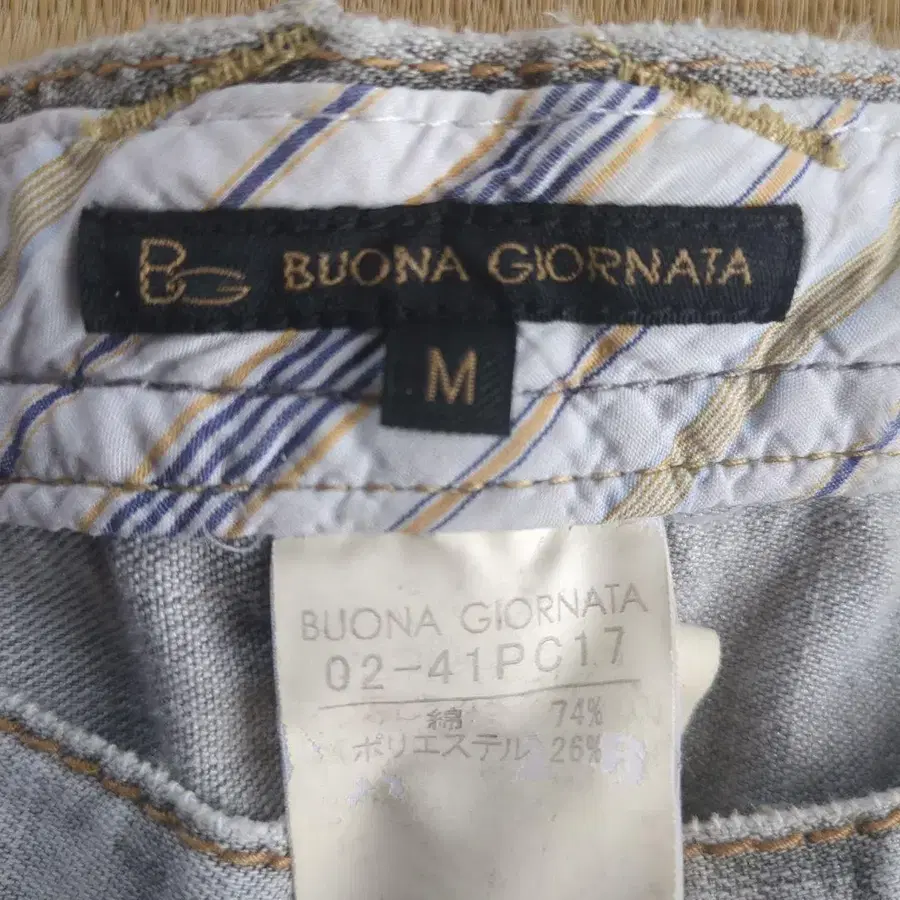 BG BUONA GIORNATA
M
BUONA GIORNATA
02-41PC17
綿 74%
ポリエステル 26%